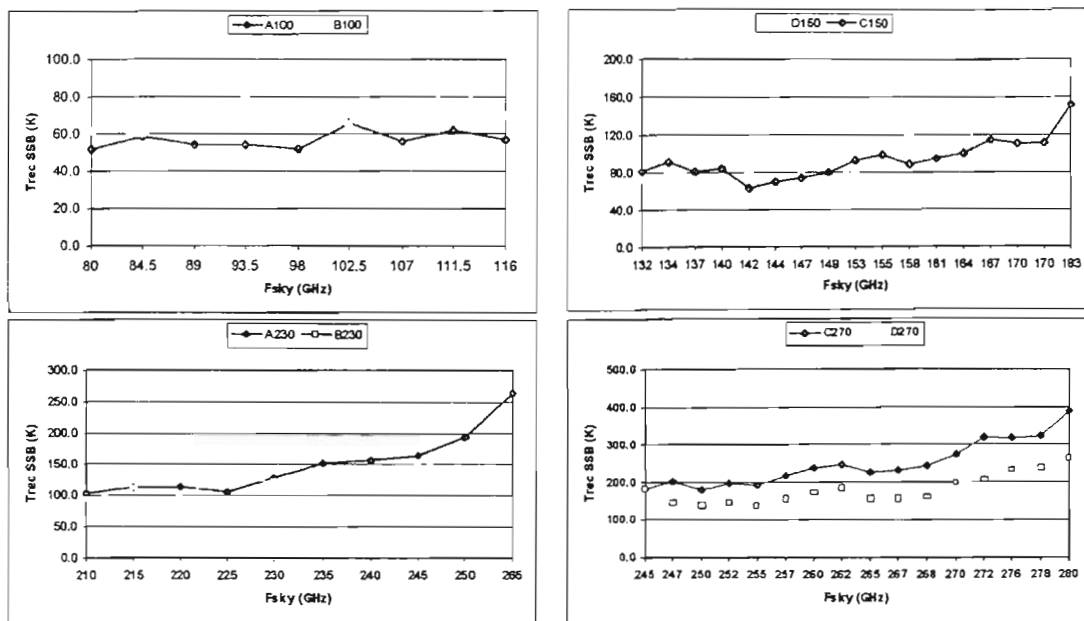 A100 B100
Trec SSB (K)
100.0
80.0
60.0
40.0
20.0
0.0
80 84.5 89 93.5 98 102.5 107 111.5 116
Fsky (GHz)
D150 C150
Trec SSB (K)
200.0
160.0
120.0
80.0
40.0
0.0
132 134 137 140 142 144 147 149 153 155 158 161 164 167 170 170 183
Fsky (GHz)
A230 B230
Trec SSB (K)
300.0
250.0
200.0
150.0
100.0
50.0
0.0
210 215 220 225 230 235 240 245 250 265
Fsky (GHz)
C270 D270
Trec SSB (K)
500.0
400.0
300.0
200.0
100.0
0.0
245 247 250 252 255 257 260 262 265 267 268 270 272 276 278 280
Fsky (GHz)